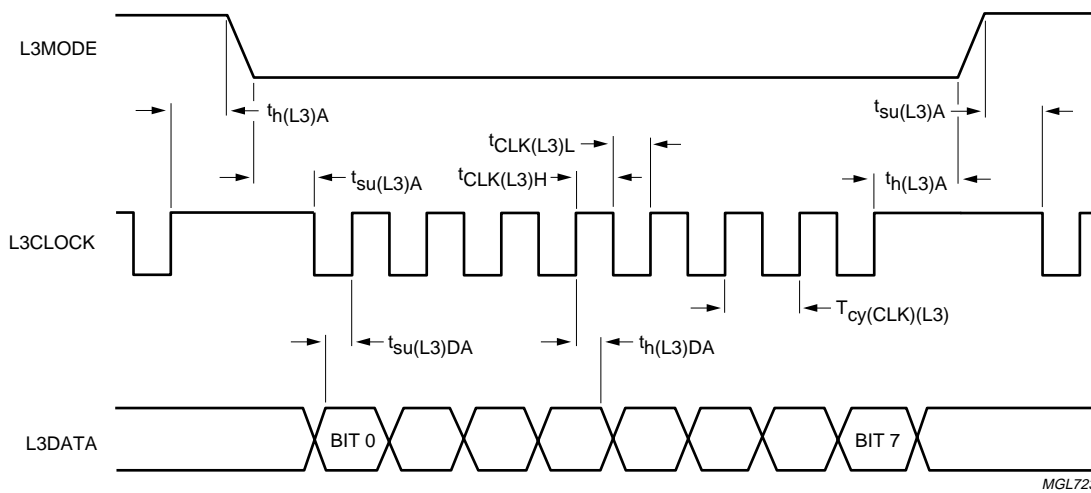 L3MODE
th(L3)A
tsu(L3)A
tCLK(L3)L
tsu(L3)A
tCLK(L3)H
th(L3)A
L3CLOCK
Tcy(CLK)(L3)
tsu(L3)DA
th(L3)DA
L3DATA
BIT 0
BIT 7